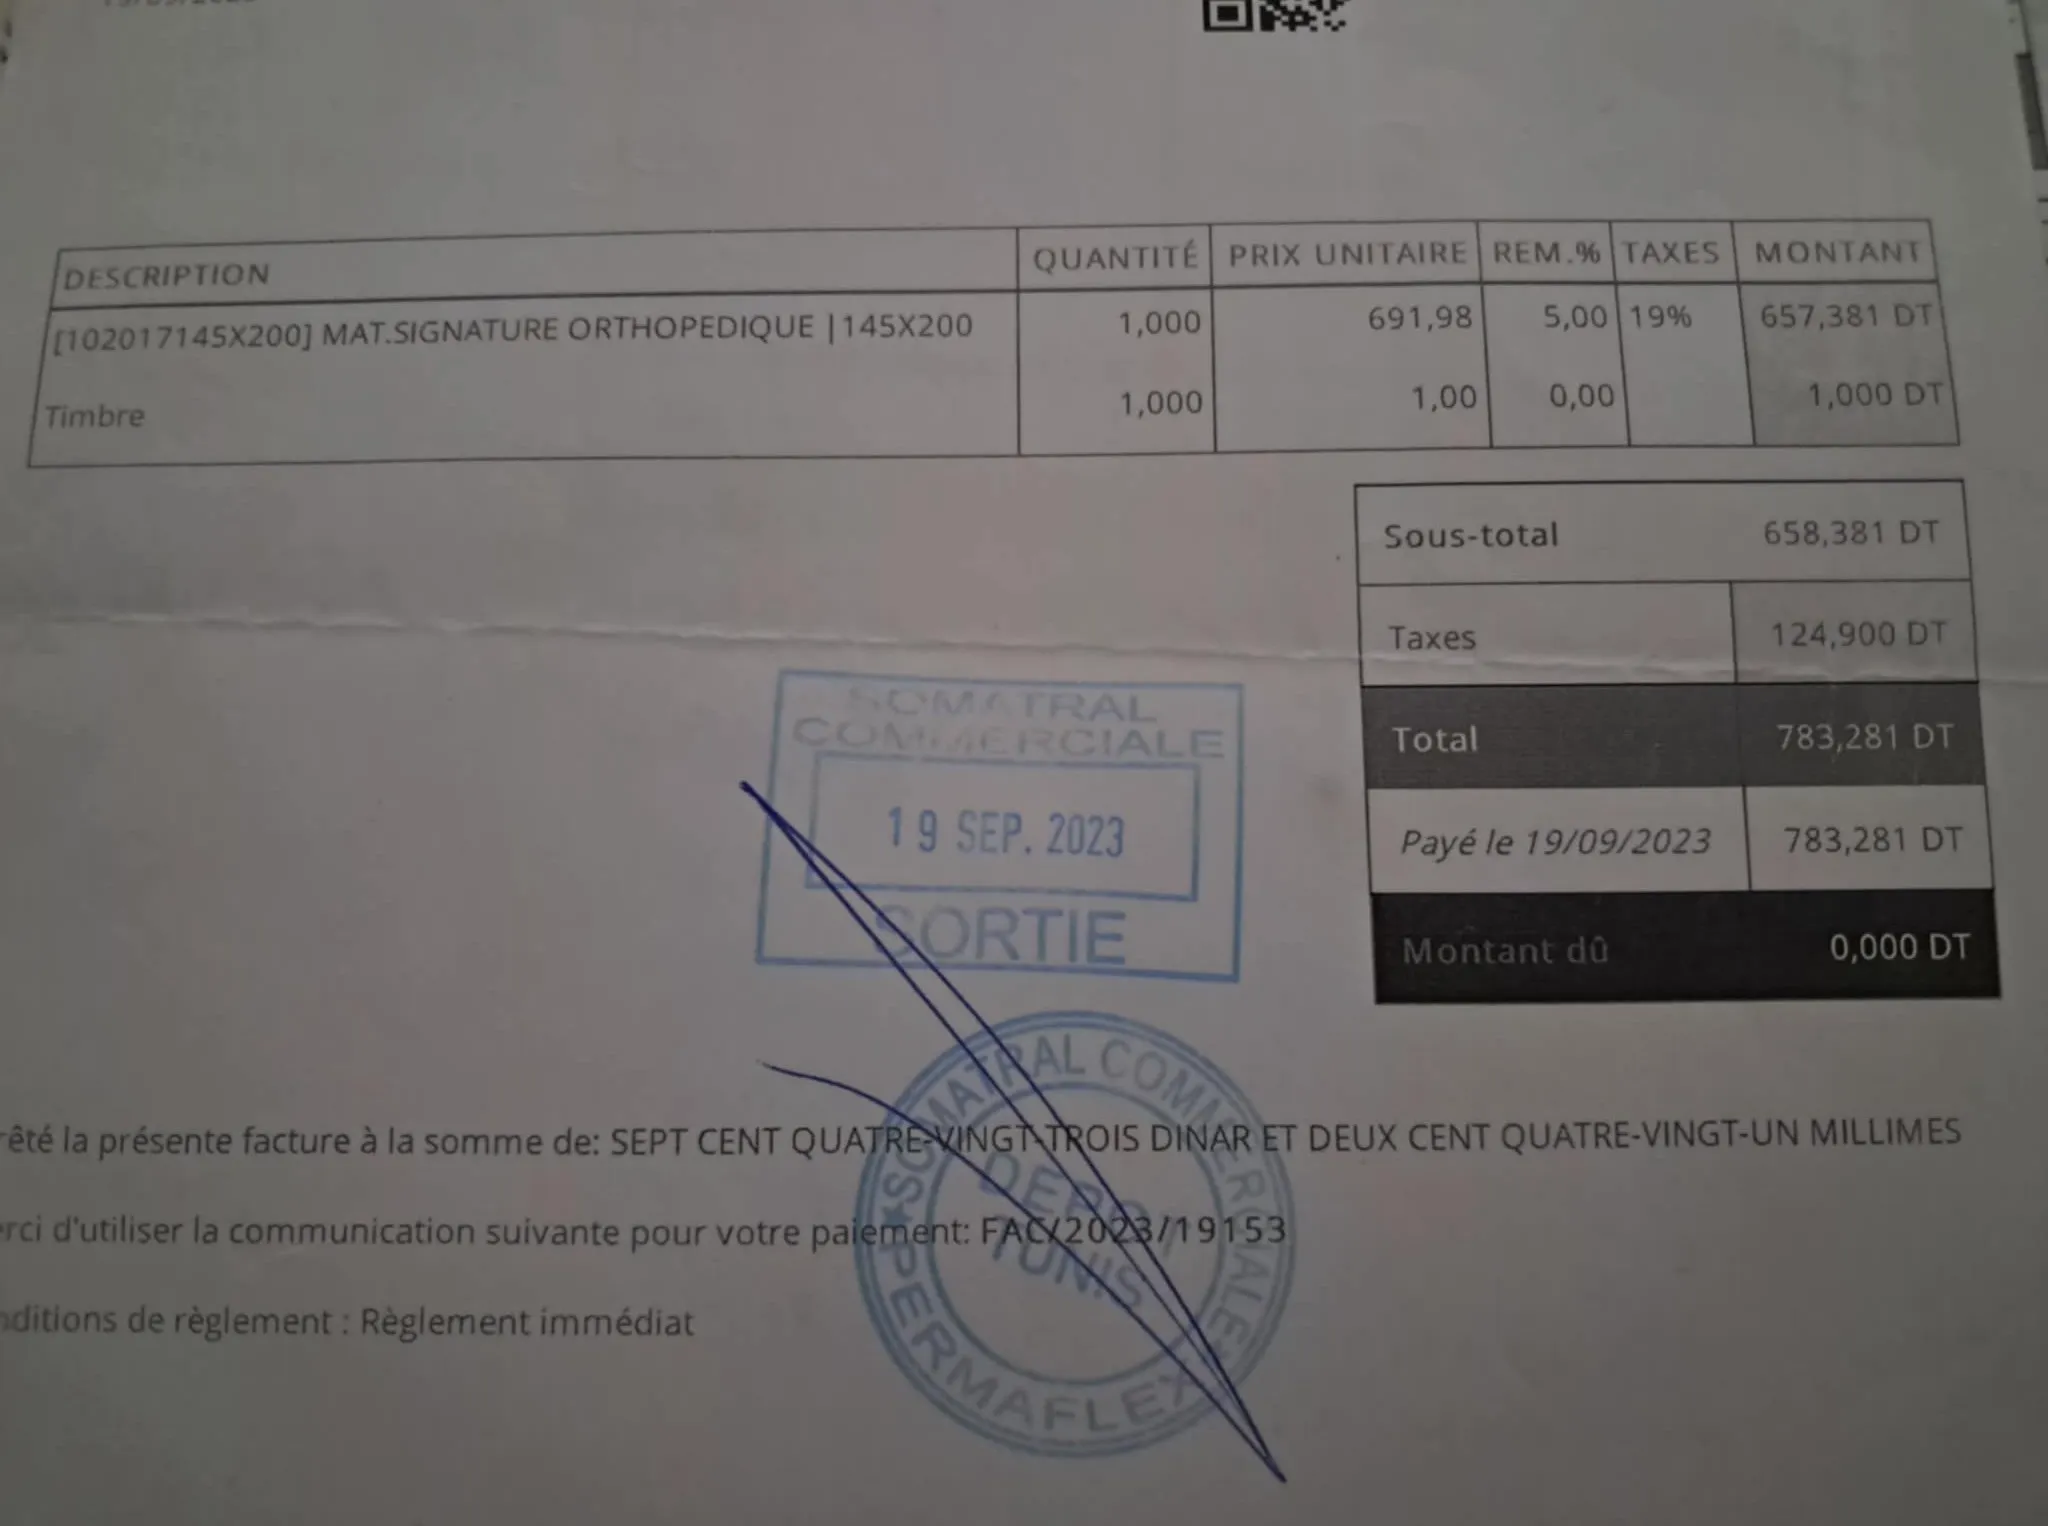 DESCRIPTION QUANTITÉ PRIX UNITAIRE REM.% TAXES MONTANT
[102017145X200] MAT.SIGNATURE ORTHOPEDIQUE |145X200 1,000 691,98 5,00 19% 657,381 DT
Timbre 1,000 1,00 0,00 1,000 DT
Sous-total 658,381 DT
Taxes 124,900 DT
Total 783,281 DT
Payé le 19/09/2023 783,281 DT
Montant dû 0,000 DT
SOMATRAL
COMMERCIALE
19 SEP. 2023
SORTIE
rêté la présente facture à la somme de: SEPT CENT QUATRE-VINGT-TROIS DINAR ET DEUX CENT QUATRE-VINGT-UN MILLIMES
erci d'utiliser la communication suivante pour votre paiement: FAC/2023/19153
nditions de règlement : Règlement immédiat
SOMATRAL COMMERCIALE
DEPOT
TUNIS
PERMAFLEX